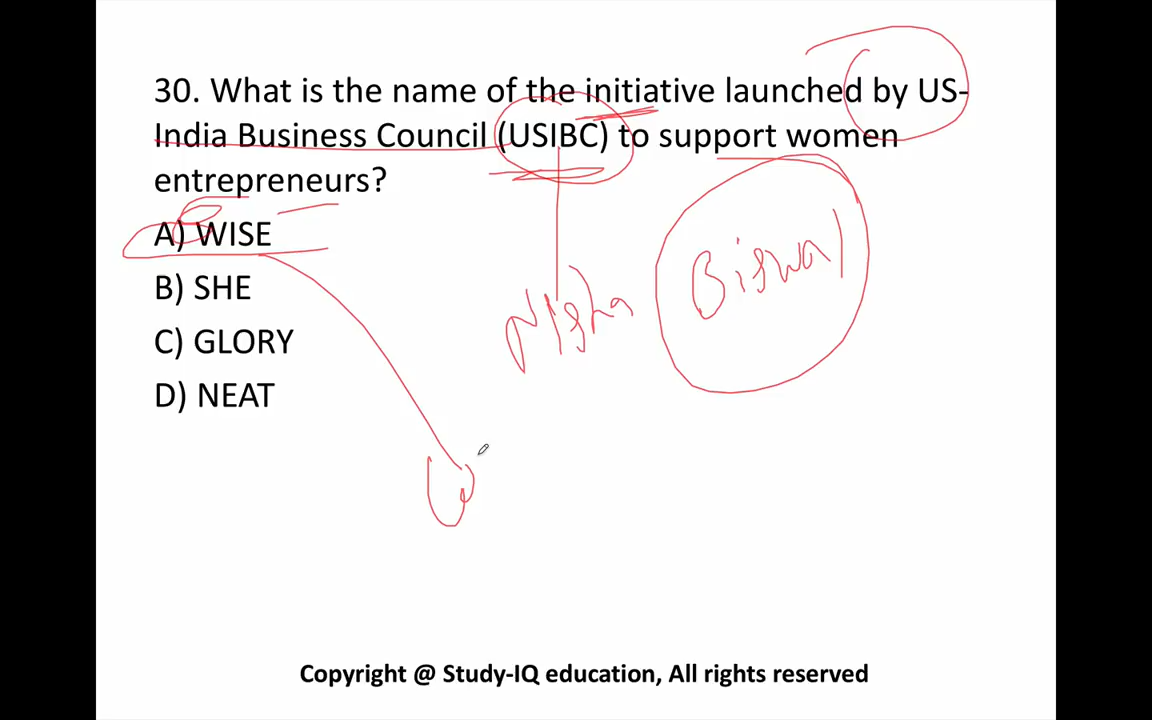 30. What is the name of the initiative launched by US-
India Business Council (USIBC) to support women
entrepreneurs?
A) WISE
B) SHE
C) GLORY
D) NEAT
Nisha Biswal
Copyright @ Study-IQ education, All rights reserved